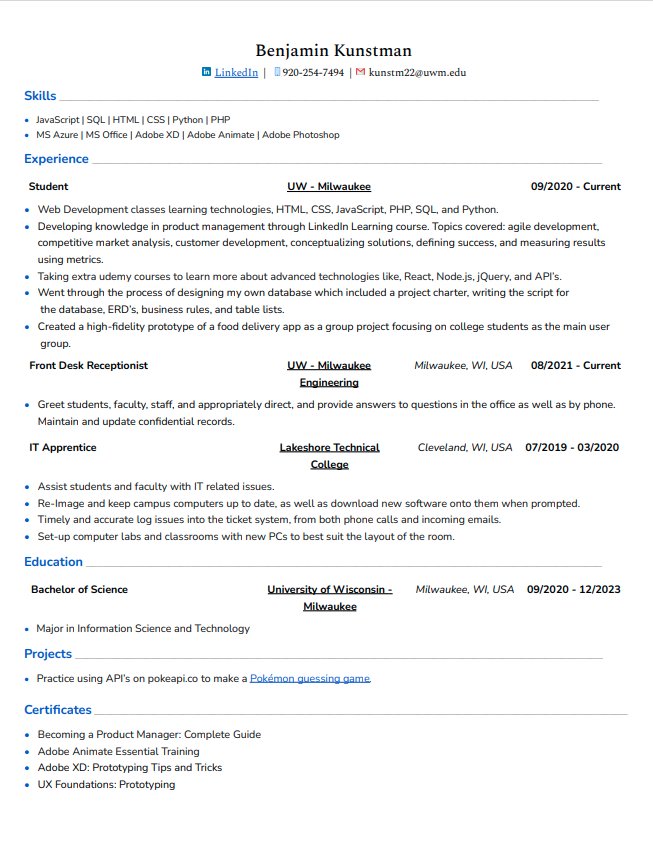 Benjamin Kunstman
LinkedIn | 920-254-7494 | kunstm22@uwm.edu
Skills
JavaScript | SQL | HTML | CSS | Python | PHP
MS Azure | MS Office | Adobe XD | Adobe Animate | Adobe Photoshop
Experience
Student UW - Milwaukee 09/2020 - Current
Web Development classes learning technologies, HTML, CSS, JavaScript, PHP, SQL, and Python.
Developing knowledge in product management through LinkedIn Learning course. Topics covered: agile development,
competitive market analysis, customer development, conceptualizing solutions, defining success, and measuring results
using metrics.
Taking extra udemy courses to learn more about advanced technologies like, React, Node.js, jQuery, and API's.
Went through the process of designing my own database which included a project charter, writing the script for
the database, ERD's, business rules, and table lists.
Created a high-fidelity prototype of a food delivery app as a group project focusing on college students as the main user
group.
Front Desk Receptionist UW - Milwaukee Milwaukee, WI, USA 08/2021 - Current
Engineering
Greet students, faculty, staff, and appropriately direct, and provide answers to questions in the office as well as by phone.
Maintain and update confidential records.
IT Apprentice Lakeshore Technical Cleveland, WI, USA 07/2019 - 03/2020
College
Assist students and faculty with IT related issues.
Re-Image and keep campus computers up to date, as well as download new software onto them when prompted.
Timely and accurate log issues into the ticket system, from both phone calls and incoming emails.
Set-up computer labs and classrooms with new PCs to best suit the layout of the room.
Education
Bachelor of Science University of Wisconsin - Milwaukee, WI, USA 09/2020 - 12/2023
Milwaukee
Major in Information Science and Technology
Projects
Practice using API's on pokeapi.co to make a Pokémon guessing game.
Certificates
Becoming a Product Manager: Complete Guide
Adobe Animate Essential Training
Adobe XD: Prototyping Tips and Tricks
UX Foundations: Prototyping